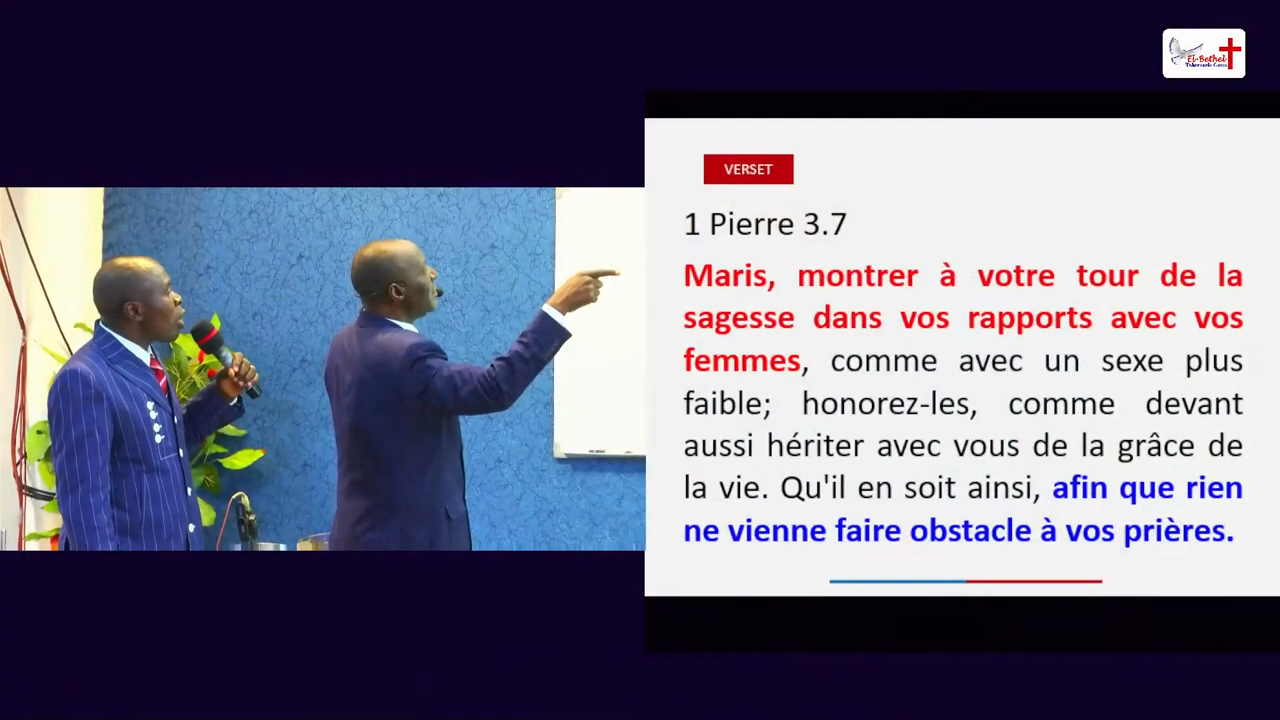 El-Bethel
VERSET
1 Pierre 3.7
Maris, montrer à votre tour de la
sagesse dans vos rapports avec vos
femmes, comme avec un sexe plus
faible; honorez-les, comme devant
aussi hériter avec vous de la grâce de
la vie. Qu'il en soit ainsi, afin que rien
ne vienne faire obstacle à vos prières.